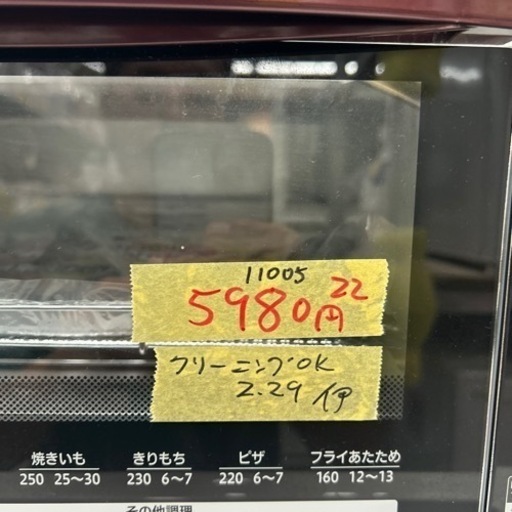 11005
5980円 22
クリーニングOK
2.29 伊
焼きいも きりもち ピザ フライあたため
250 25〜30 230 6〜7 220 6〜7 160 12〜13
その他調理